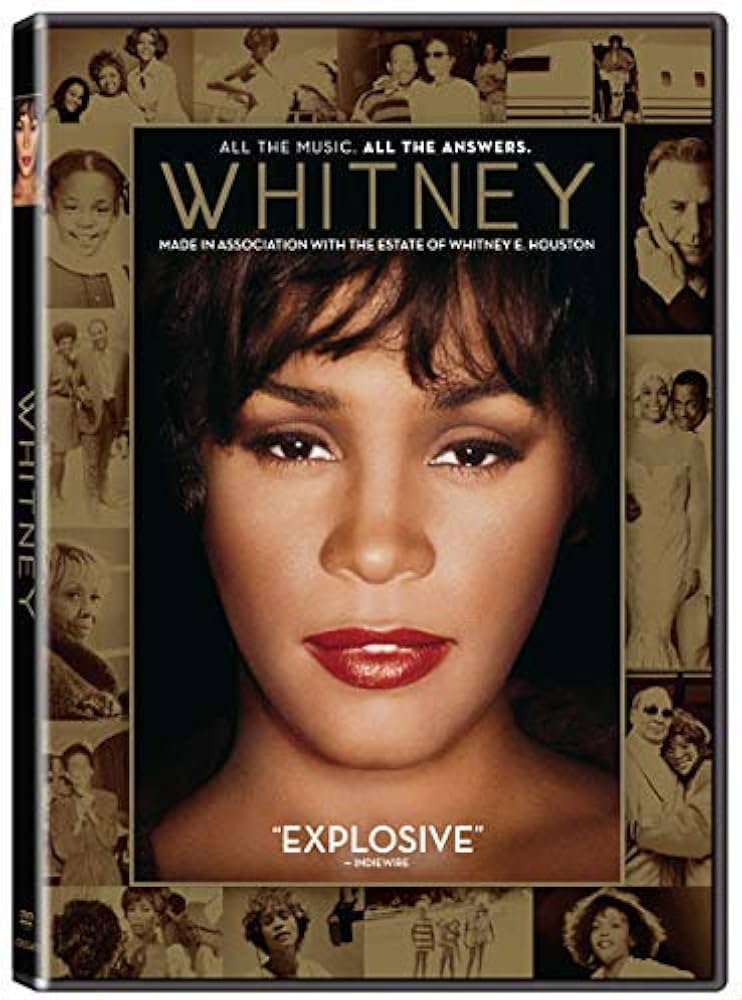 ALL THE MUSIC. ALL THE ANSWERS.
WHITNEY
MADE IN ASSOCIATION WITH THE ESTATE OF WHITNEY E. HOUSTON
"EXPLOSIVE"
– INDIEWIRE
WHITNEY